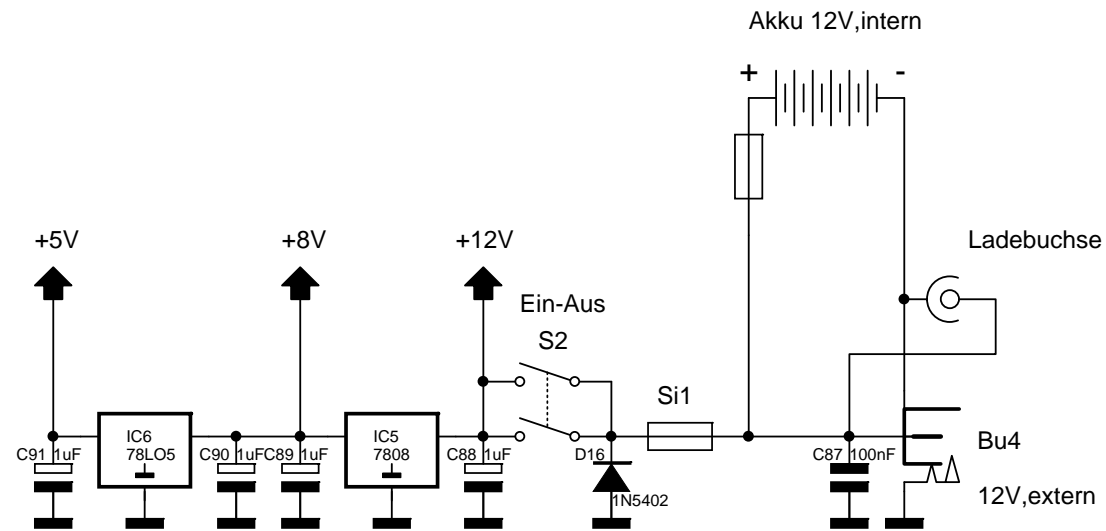 Akku 12V,intern
+ -
+5V
+8V
+12V
Ladebuchse
Ein-Aus
S2
Si1
IC6
78LO5
IC5
7808
C91 1uF
C90 1uF
C89 1uF
C88 1uF
D16
1N5402
C87 100nF
Bu4
12V,extern